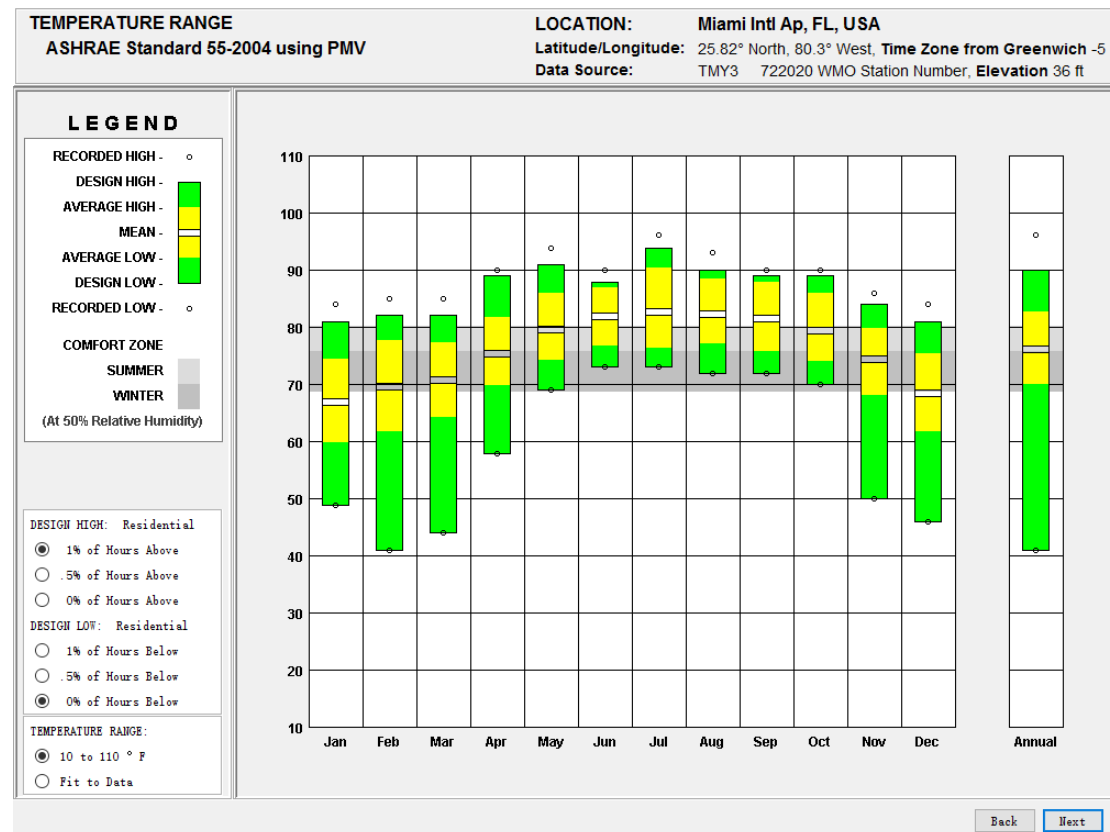 TEMPERATURE RANGE
ASHRAE Standard 55-2004 using PMV
LOCATION: Miami Intl Ap, FL, USA
Latitude/Longitude: 25.82° North, 80.3° West, Time Zone from Greenwich -5
Data Source: TMY3 722020 WMO Station Number, Elevation 36 ft
LEGEND
RECORDED HIGH -
DESIGN HIGH -
AVERAGE HIGH -
MEAN -
AVERAGE LOW -
DESIGN LOW -
RECORDED LOW -
COMFORT ZONE
SUMMER
WINTER
(At 50% Relative Humidity)
DESIGN HIGH: Residential
1% of Hours Above
.5% of Hours Above
0% of Hours Above
DESIGN LOW: Residential
1% of Hours Below
.5% of Hours Below
0% of Hours Below
TEMPERATURE RANGE:
10 to 110 ° F
Fit to Data
110
100
90
80
70
60
50
40
30
20
10
Jan Feb Mar Apr May Jun Jul Aug Sep Oct Nov Dec Annual
Back Next